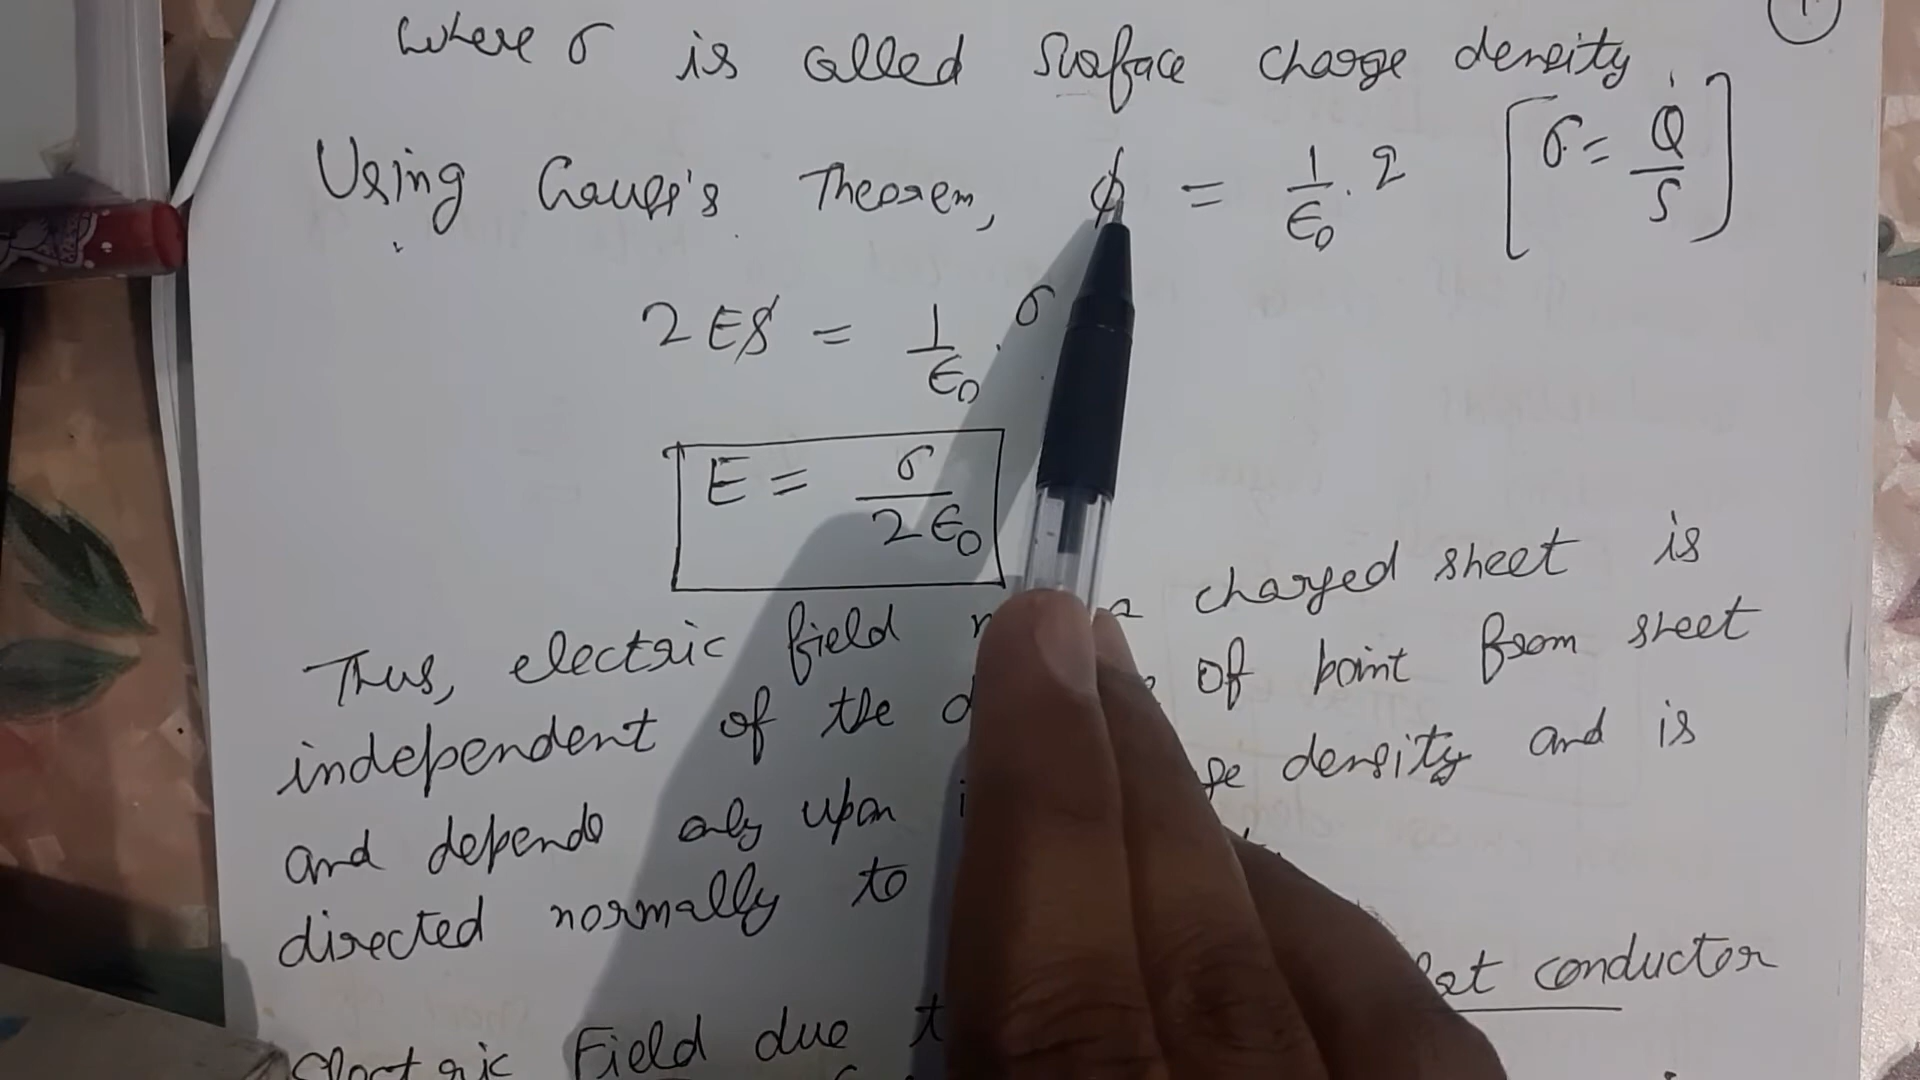 where σ is called surface charge density
Using Gauss's Theorem, ϕ = 1/ϵ0 . q [σ = Q/S]
2ES = 1/ϵ0 . σ
E = σ/2ϵ0
Thus, electric field charged sheet is
independent of the of point from sheet
and depends only upon density and is
directed normally to
Electric Field due conductor